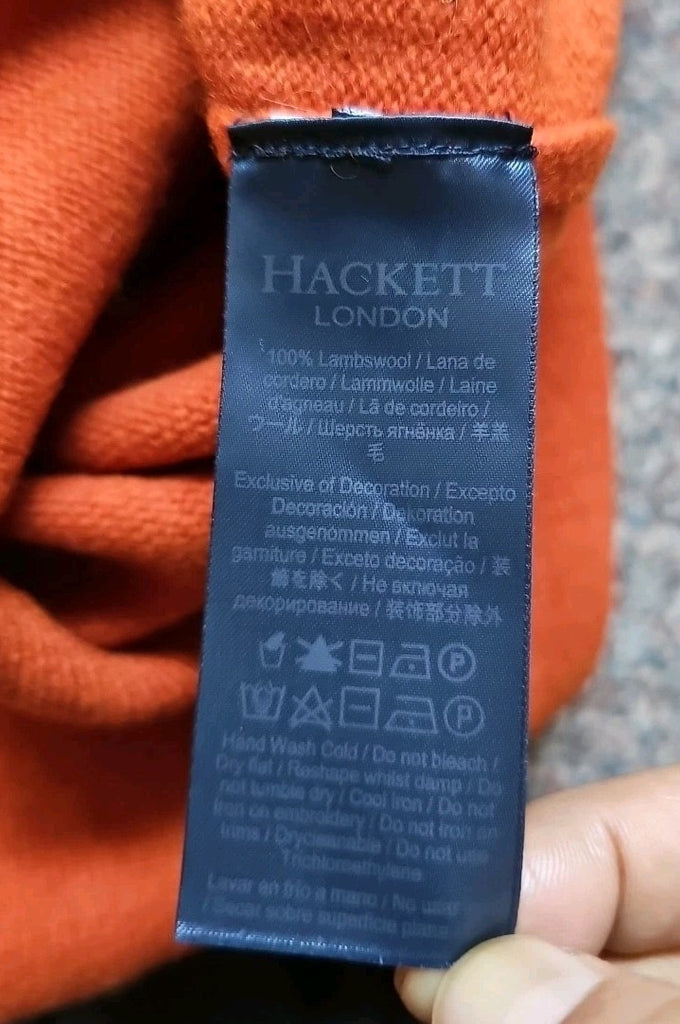 HACKETT
LONDON
100% Lambswool / Lana de
cordero / Lammwolle / Laine
d'agneau / Lã de cordeiro /
ウール / Шерсть ягнёнка / 羊羔
毛
Exclusive of Decoration / Excepto
Decoración / Dekoration
ausgenommen / Exclut la
garniture / Exceto decoração / 装
飾を除く / Не включая
декорирование / 装饰部分除外
P
P
Hand Wash Cold / Do not bleach /
Dry flat / Reshape whilst damp / Do
not tumble dry / Cool iron / Do not
iron on embroidery / Do not iron on
trims / Drycleanable / Do not use
Trichloroethylene
Lavar en frío a mano / No usar
/ Secar sobre superficie plana